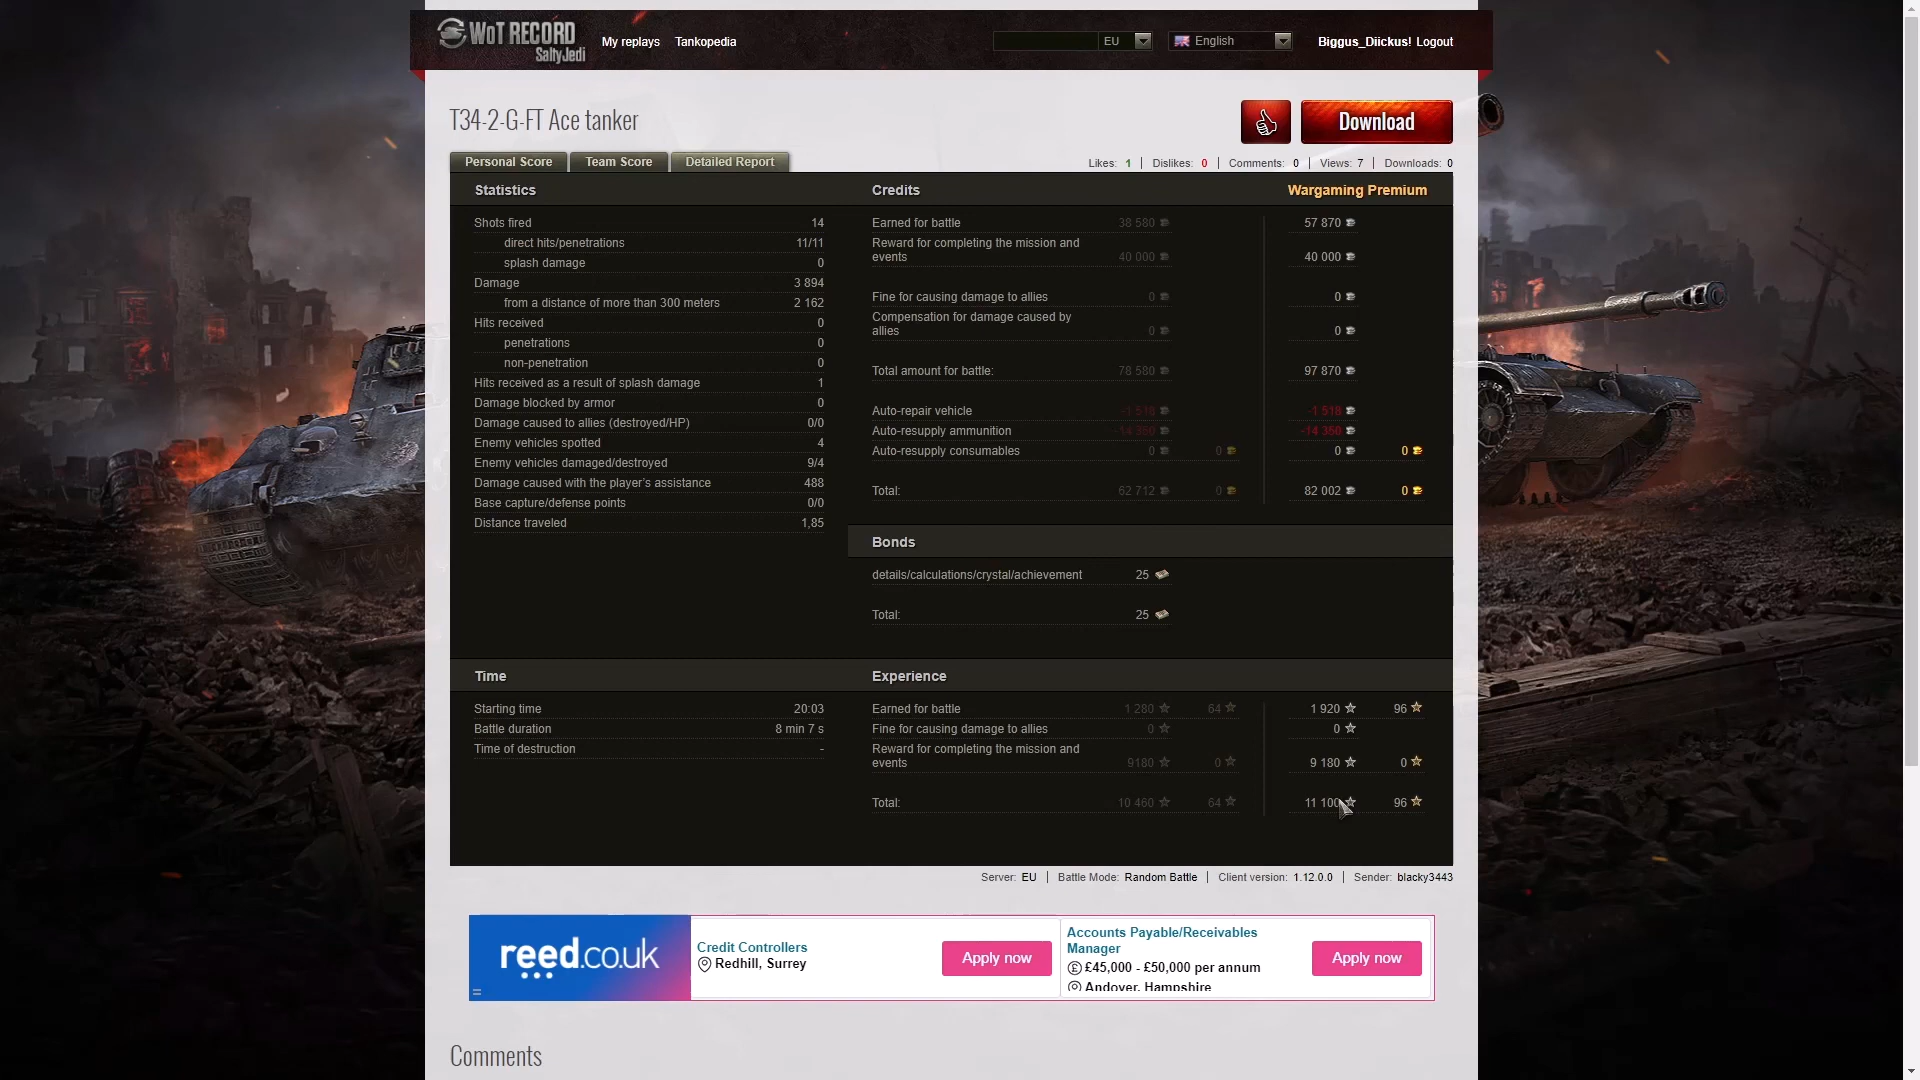 WoT RECORD
SaltyJedi
My replays
Tankopedia
EU
English
Biggus_Diickus! Logout
T34-2-G-FT Ace tanker
Download
Personal Score
Team Score
Detailed Report
Likes: 1 | Dislikes: 0 | Comments: 0 | Views: 7 | Downloads: 0
Statistics
Shots fired 14
direct hits/penetrations 11/11
splash damage 0
Damage 3 894
from a distance of more than 300 meters 2 162
Hits received 0
penetrations 0
non-penetration 0
Hits received as a result of splash damage 1
Damage blocked by armor 0
Damage caused to allies (destroyed/HP) 0/0
Enemy vehicles spotted 4
Enemy vehicles damaged/destroyed 9/4
Damage caused with the player's assistance 488
Base capture/defense points 0/0
Distance traveled 1,85
Credits Wargaming Premium
Earned for battle 38 580 57 870
Reward for completing the mission and
events 40 000 40 000
Fine for causing damage to allies 0 0
Compensation for damage caused by
allies 0 0
Total amount for battle: 78 580 97 870
Auto-repair vehicle -1 518 -1 518
Auto-resupply ammunition -14 350 -14 350
Auto-resupply consumables 0 0 0 0
Total: 62 712 0 82 002 0
Bonds
details/calculations/crystal/achievement 25
Total: 25
Time
Starting time 20:03
Battle duration 8 min 7 s
Time of destruction -
Experience
Earned for battle 1 280 64 1 920 96
Fine for causing damage to allies 0 0
Reward for completing the mission and
events 9180 0 9 180 0
Total: 10 460 64 11 100 96
Server: EU | Battle Mode: Random Battle | Client version: 1.12.0.0 | Sender: blacky3443
reed.co.uk
Credit Controllers
Redhill, Surrey
Apply now
Accounts Payable/Receivables
Manager
£45,000 - £50,000 per annum
Andover, Hampshire
Apply now
Comments